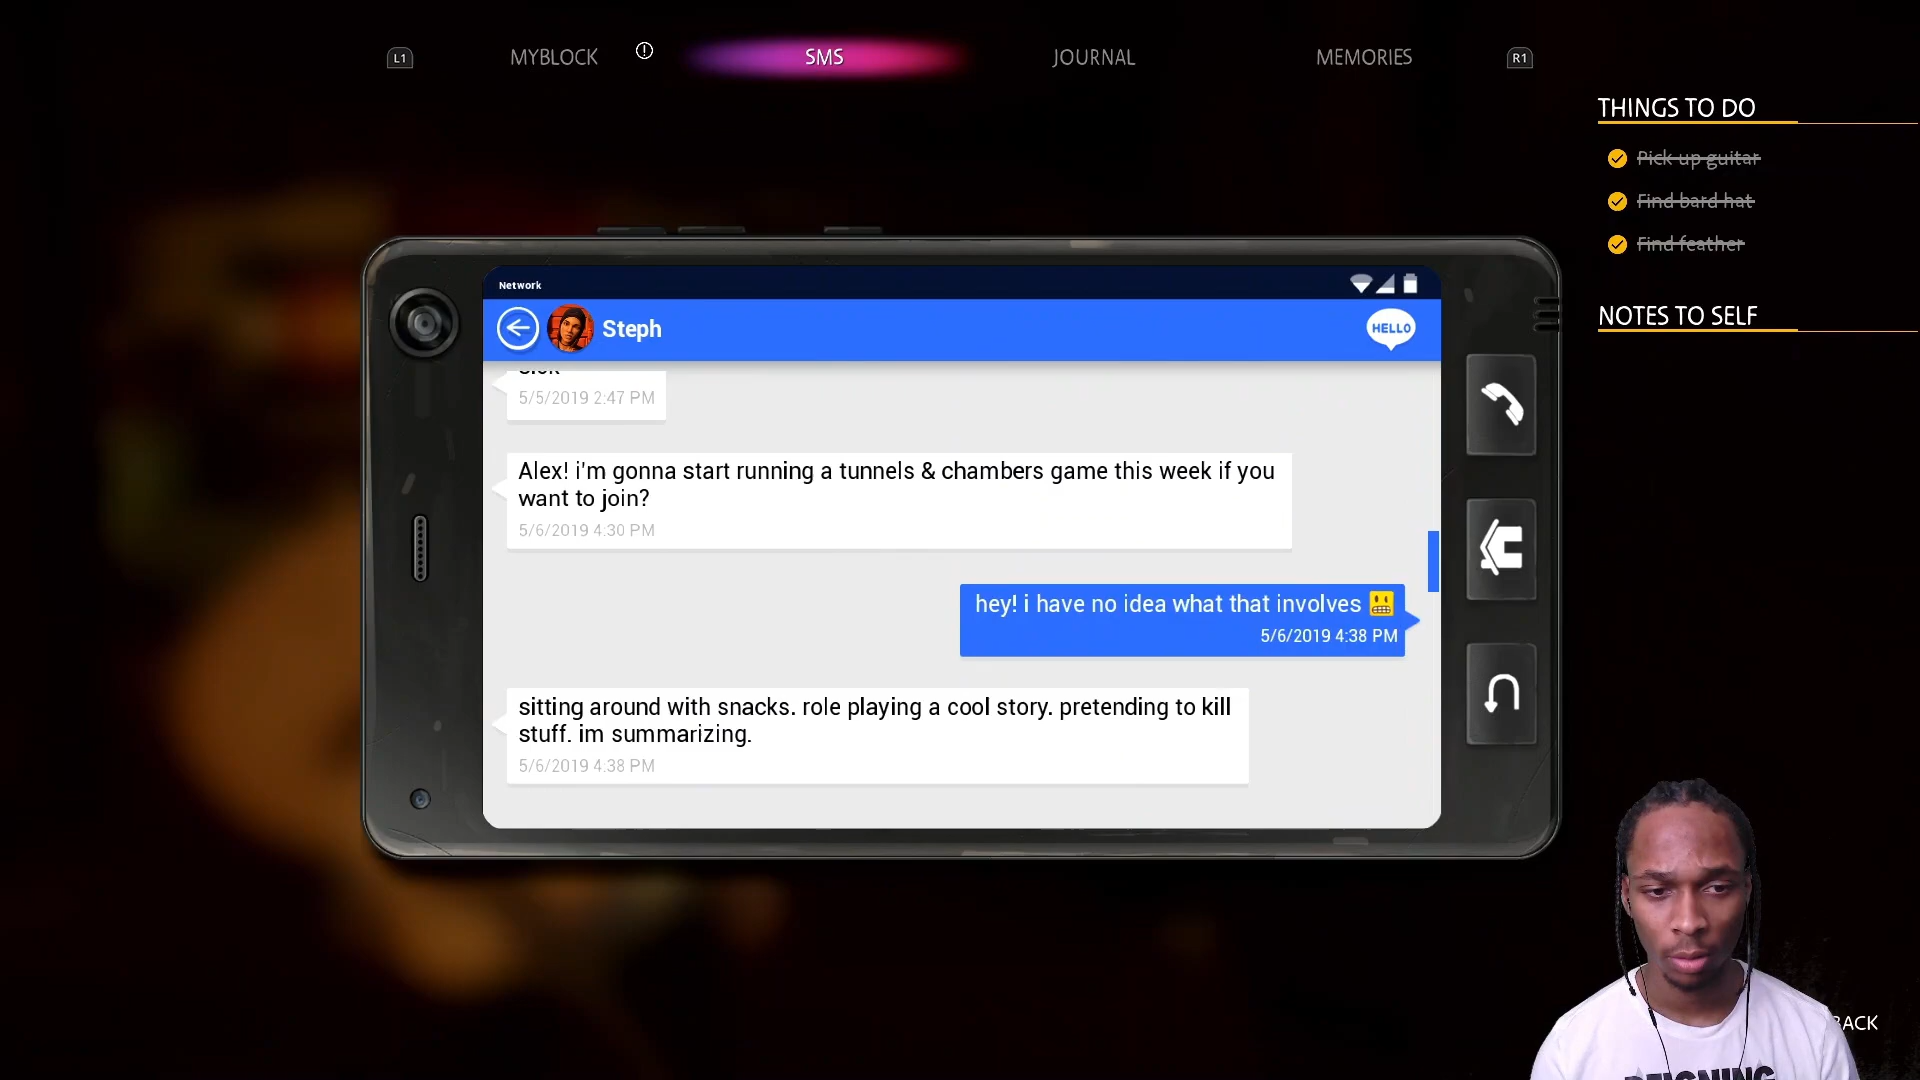 L1
MYBLOCK
SMS
JOURNAL
MEMORIES
R1
THINGS TO DO
Pick up guitar
Find bard hat
Find feather
NOTES TO SELF
Network
Steph
HELLO
5/5/2019 2:47 PM
Alex! i'm gonna start running a tunnels & chambers game this week if you
want to join?
5/6/2019 4:30 PM
hey! i have no idea what that involves
5/6/2019 4:38 PM
sitting around with snacks. role playing a cool story. pretending to kill
stuff. im summarizing.
5/6/2019 4:38 PM
BACK
REIGNING